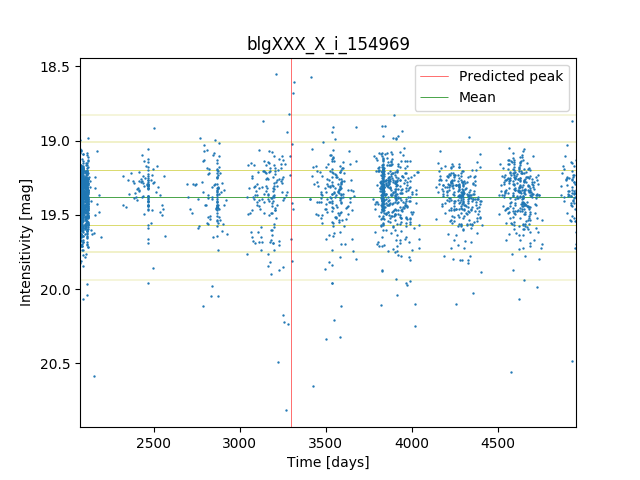 blgXXX_X_i_154969
Predicted peak
Mean
18.5
19.0
19.5
20.0
20.5
Intensitivity [mag]
2500 3000 3500 4000 4500
Time [days]